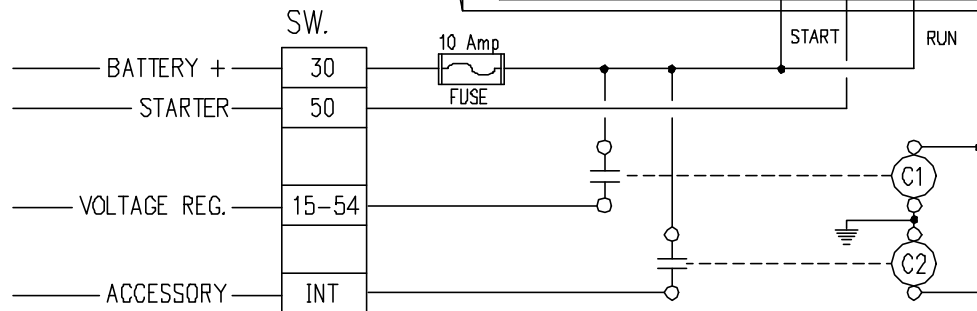 SW.
10 Amp
START
RUN
BATTERY +
30
FUSE
STARTER
50
C1
VOLTAGE REG.
15-54
C2
ACCESSORY
INT